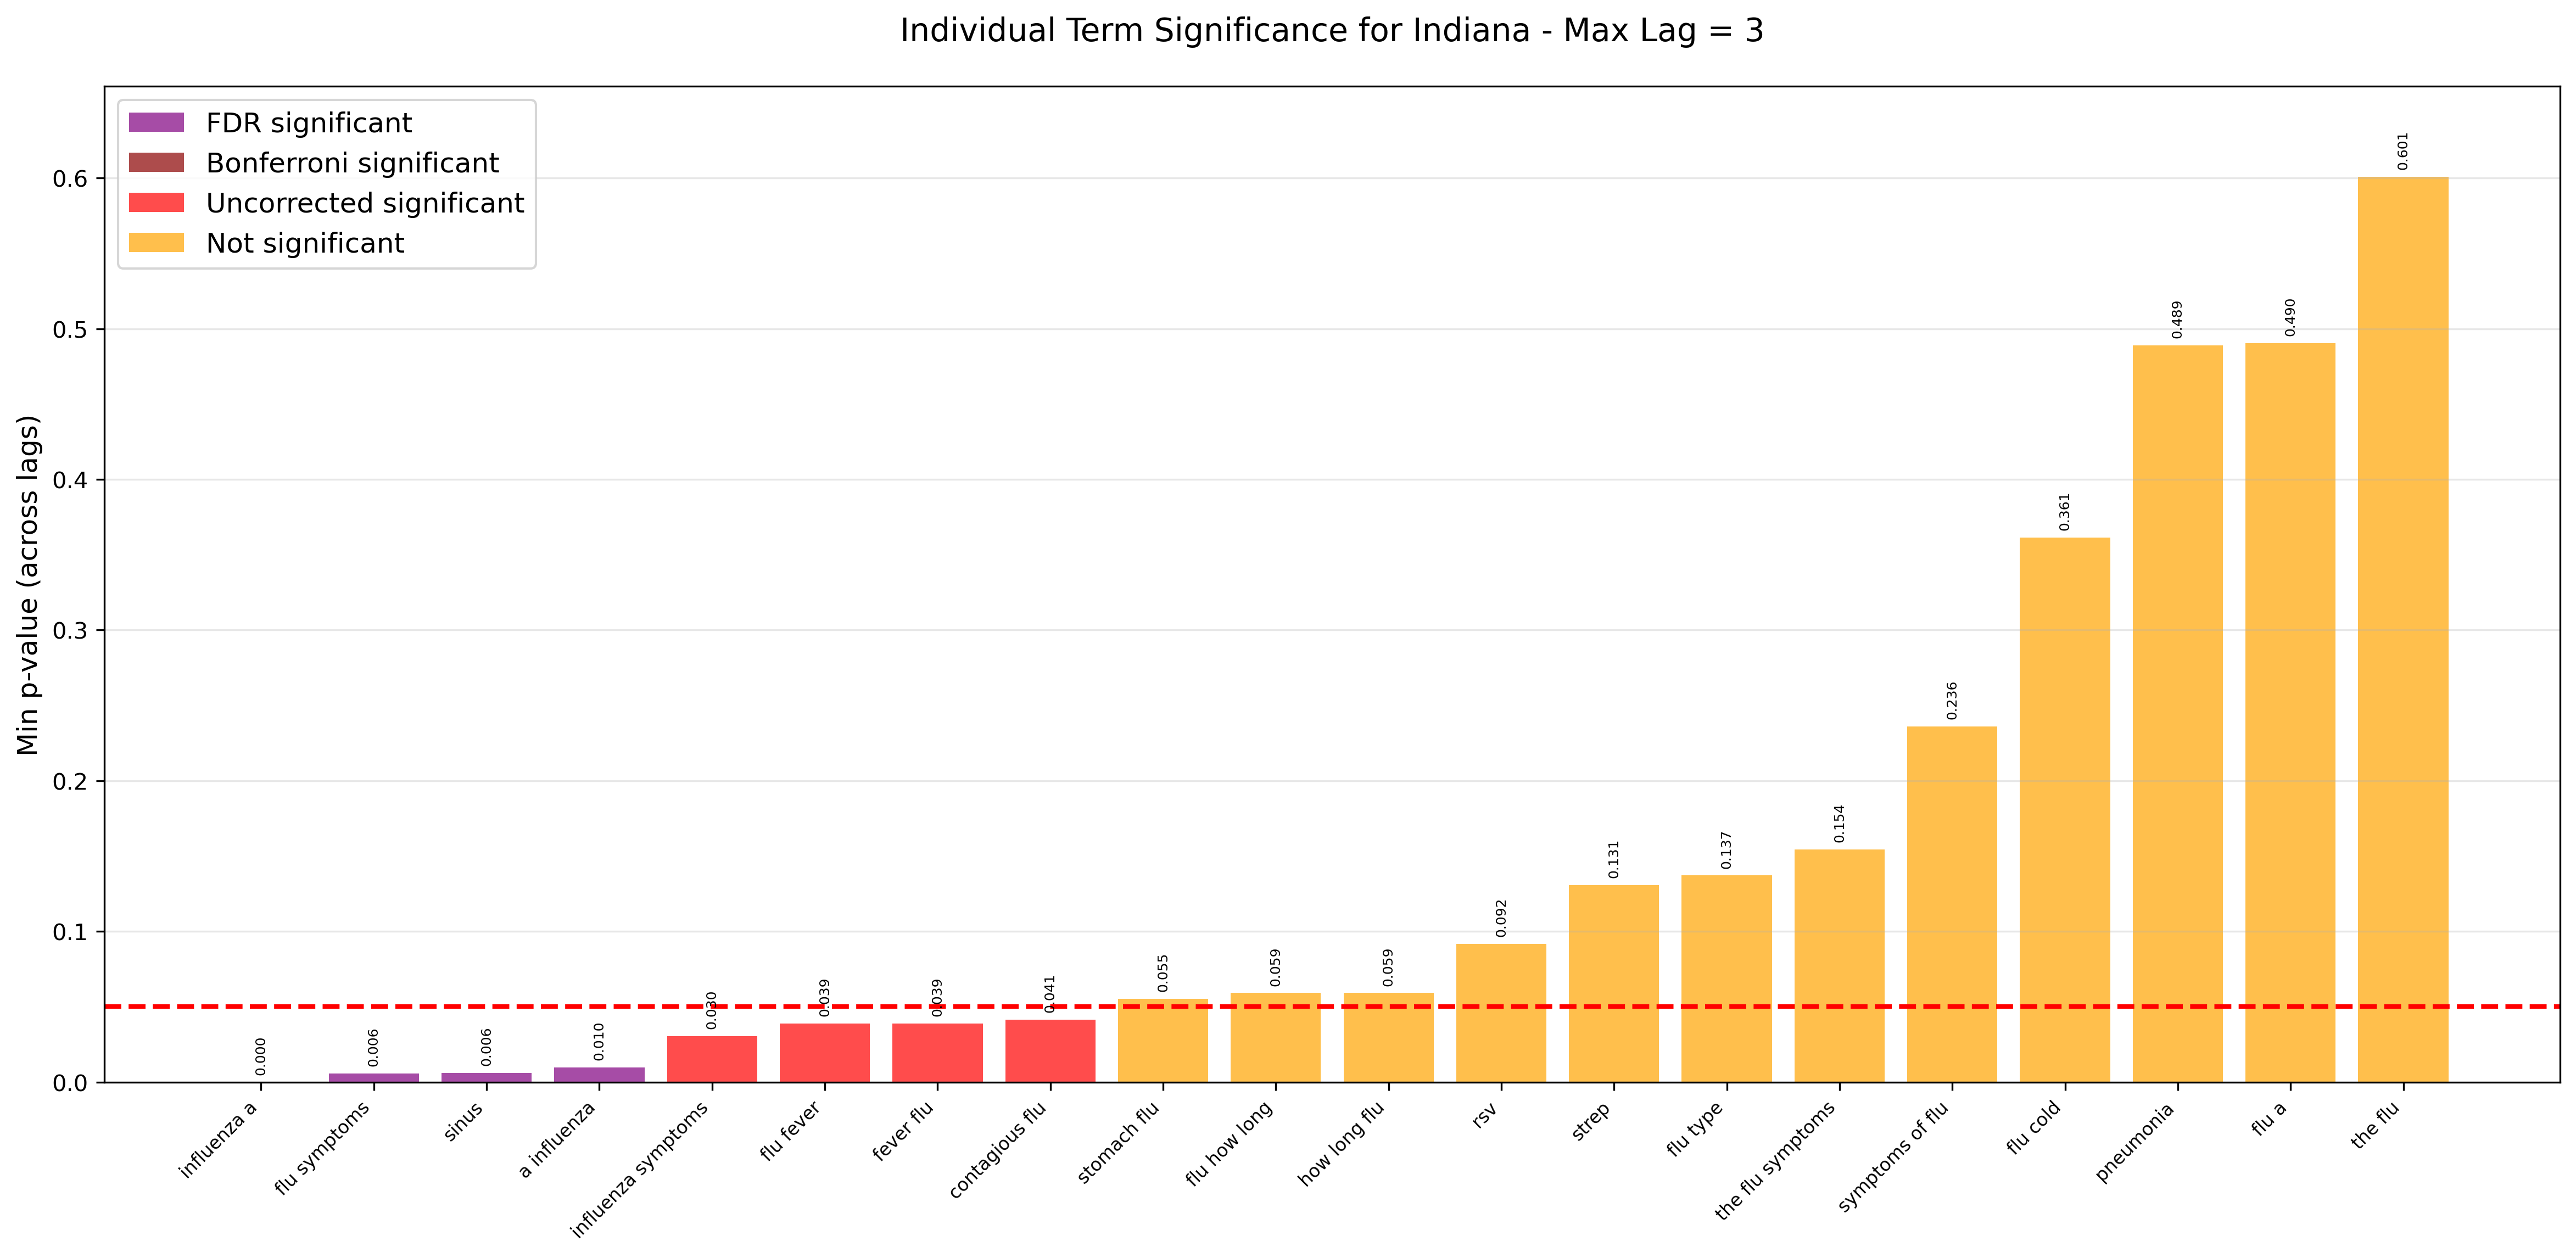 Individual Term Significance for Indiana - Max Lag = 3
FDR significant
Bonferroni significant
Uncorrected significant
Not significant
Min p-value (across lags)
0.6
0.5
0.4
0.3
0.2
0.1
0.0
0.000
0.006
0.006
0.010
0.030
0.039
0.039
0.041
0.055
0.059
0.059
0.092
0.131
0.137
0.154
0.236
0.361
0.489
0.490
0.601
influenza a
flu symptoms
sinus
a influenza
influenza symptoms
flu fever
fever flu
contagious flu
stomach flu
flu how long
how long flu
rsv
strep
flu type
the flu symptoms
symptoms of flu
flu cold
pneumonia
flu a
the flu